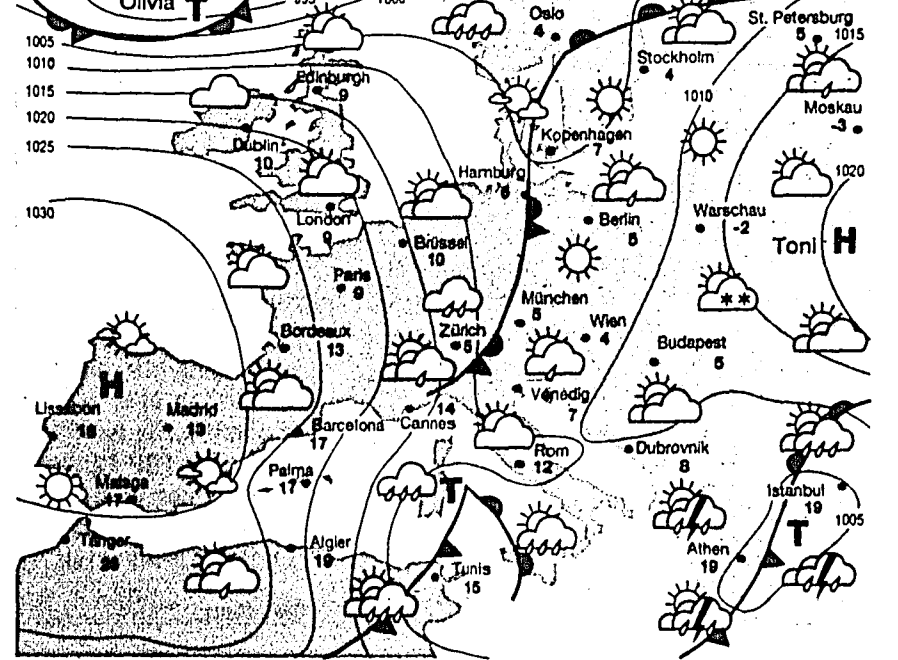 Olivia T
1005
1010
1015
1020
1025
1030
Oslo
4
St. Petersburg
5
1015
Stockholm
4
Edinburgh
9
1010
Moskau
-3
Dublin
10
Kopenhagen
7
Hamburg
1020
London
9
Berlin
5
Warschau
-2
Toni H
Brüssel
10
Paris
9
München
5
Wien
4
Bordeaux
13
Zürich
5
Budapest
5
H
Venedig
7
Lissabon
Madrid
13
14
Cannes
Barcelona
17
Rom
12
Dubrovnik
8
Palma
17
T
Malaga
17
Istanbul
19
1005
T
Tanger
Algier
19
Athen
19
Tunis
15